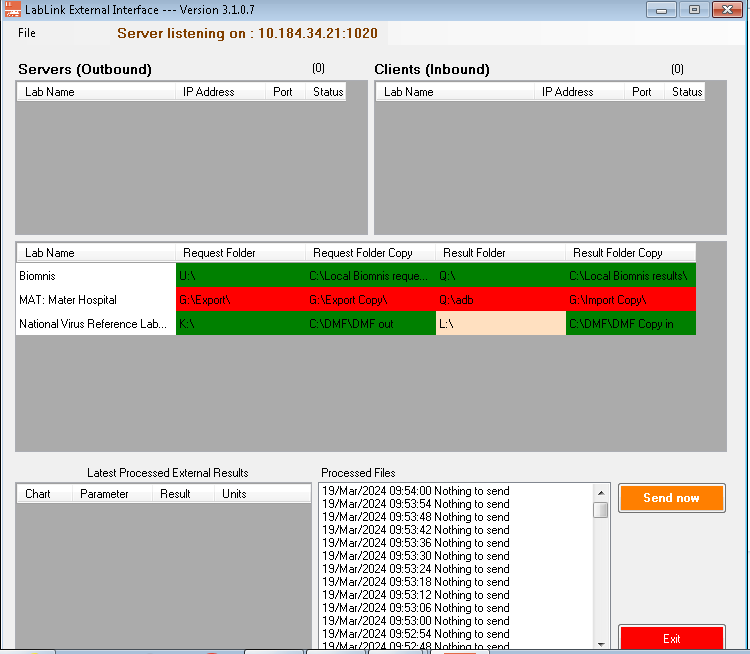 LabLink External Interface --- Version 3.1.0.7
File Server listening on : 10.184.34.21:1020
Servers (Outbound) (0) Clients (Inbound) (0)
Lab Name IP Address Port Status Lab Name IP Address Port Status
Lab Name Request Folder Request Folder Copy Result Folder Result Folder Copy
Biomnis U:\ C:\Local Biomnis reque... Q:\ C:\Local Biomnis results\
MAT: Mater Hospital G:\Export\ G:\Export Copy\ Q:\adb G:\Import Copy\
National Virus Reference Lab... K:\ C:\DMF\DMF out L:\ C:\DMF\DMF Copy in
Latest Processed External Results Processed Files
Chart Parameter Result Units
19/Mar/2024 09:54:00 Nothing to send
19/Mar/2024 09:53:54 Nothing to send
19/Mar/2024 09:53:48 Nothing to send
19/Mar/2024 09:53:42 Nothing to send
19/Mar/2024 09:53:36 Nothing to send
19/Mar/2024 09:53:30 Nothing to send
19/Mar/2024 09:53:24 Nothing to send
19/Mar/2024 09:53:18 Nothing to send
19/Mar/2024 09:53:12 Nothing to send
19/Mar/2024 09:53:06 Nothing to send
19/Mar/2024 09:53:00 Nothing to send
19/Mar/2024 09:52:54 Nothing to send
19/Mar/2024 09:52:48 Nothing to send
Send now
Exit